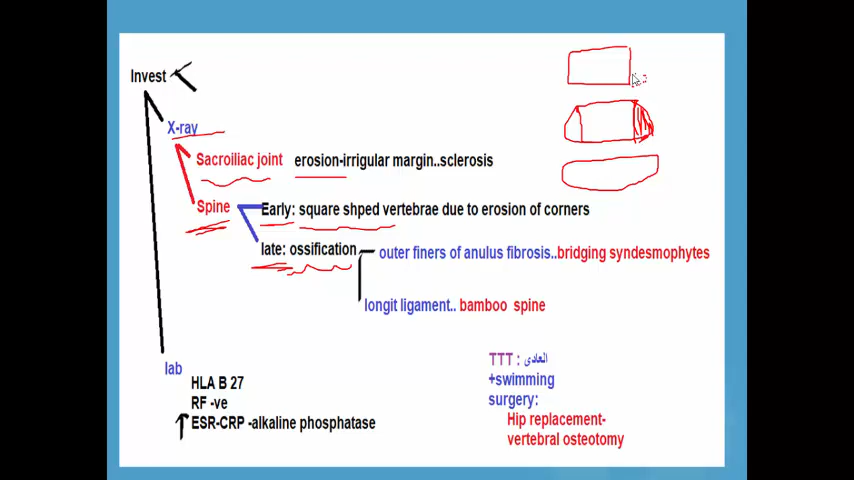 Invest
X-ray
Sacroiliac joint erosion-irrigular margin..sclerosis
Spine Early: square shped vertebrae due to erosion of corners
late: ossification outer finers of anulus fibrosis..bridging syndesmophytes
longit ligament.. bamboo spine
lab
HLA B 27
RF -ve
ESR-CRP -alkaline phosphatase
TTT : العادى
+swimming
surgery:
Hip replacement-
vertebral osteotomy